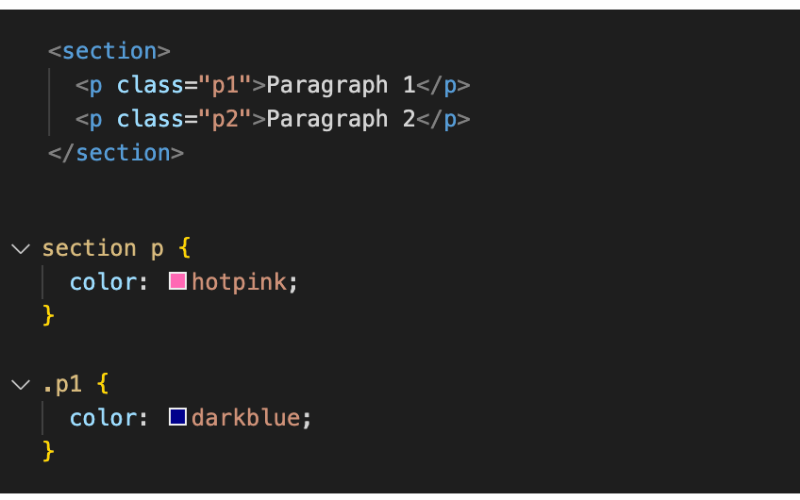 <section>
<p class="p1">Paragraph 1</p>
<p class="p2">Paragraph 2</p>
</section>
section p {
color: hotpink;
}
.p1 {
color: darkblue;
}